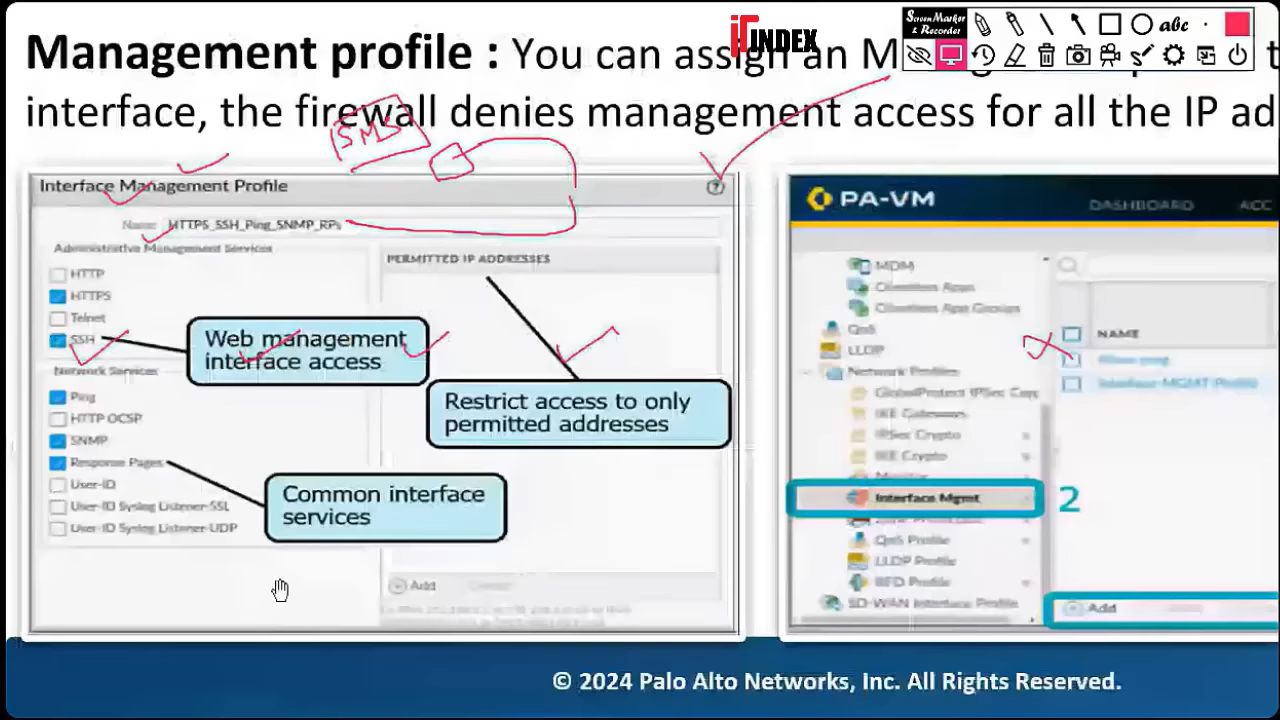 ITINDEX
ScreenMarker
& Recorder
abc
Management profile : You can assign an M
interface, the firewall denies management access for all the IP ad
SMS
Interface Management Profile
Name HTTPS_SSH_Ping_SNMP_RPs
Administrative Management Services
HTTP
HTTPS
Telnet
SSH
Network Services
Ping
HTTP OCSP
SNMP
Response Pages
User-ID
User-ID Syslog Listener-SSL
User-ID Syslog Listener-UDP
PERMITTED IP ADDRESSES
Web management
interface access
Restrict access to only
permitted addresses
Common interface
services
Add
PA-VM
DASHBOARD ACC
MDM
Clientless Apps
Clientless App Groups
QoS
LLDP
Network Profiles
GlobalProtect IPSec Cryp
IKE Gateways
IPSec Crypto
IKE Crypto
Monitor
Interface Mgmt
2
QoS Profile
LLDP Profile
BFD Profile
SD-WAN Interface Profile
NAME
Interface MGMT Profile
Add
© 2024 Palo Alto Networks, Inc. All Rights Reserved.